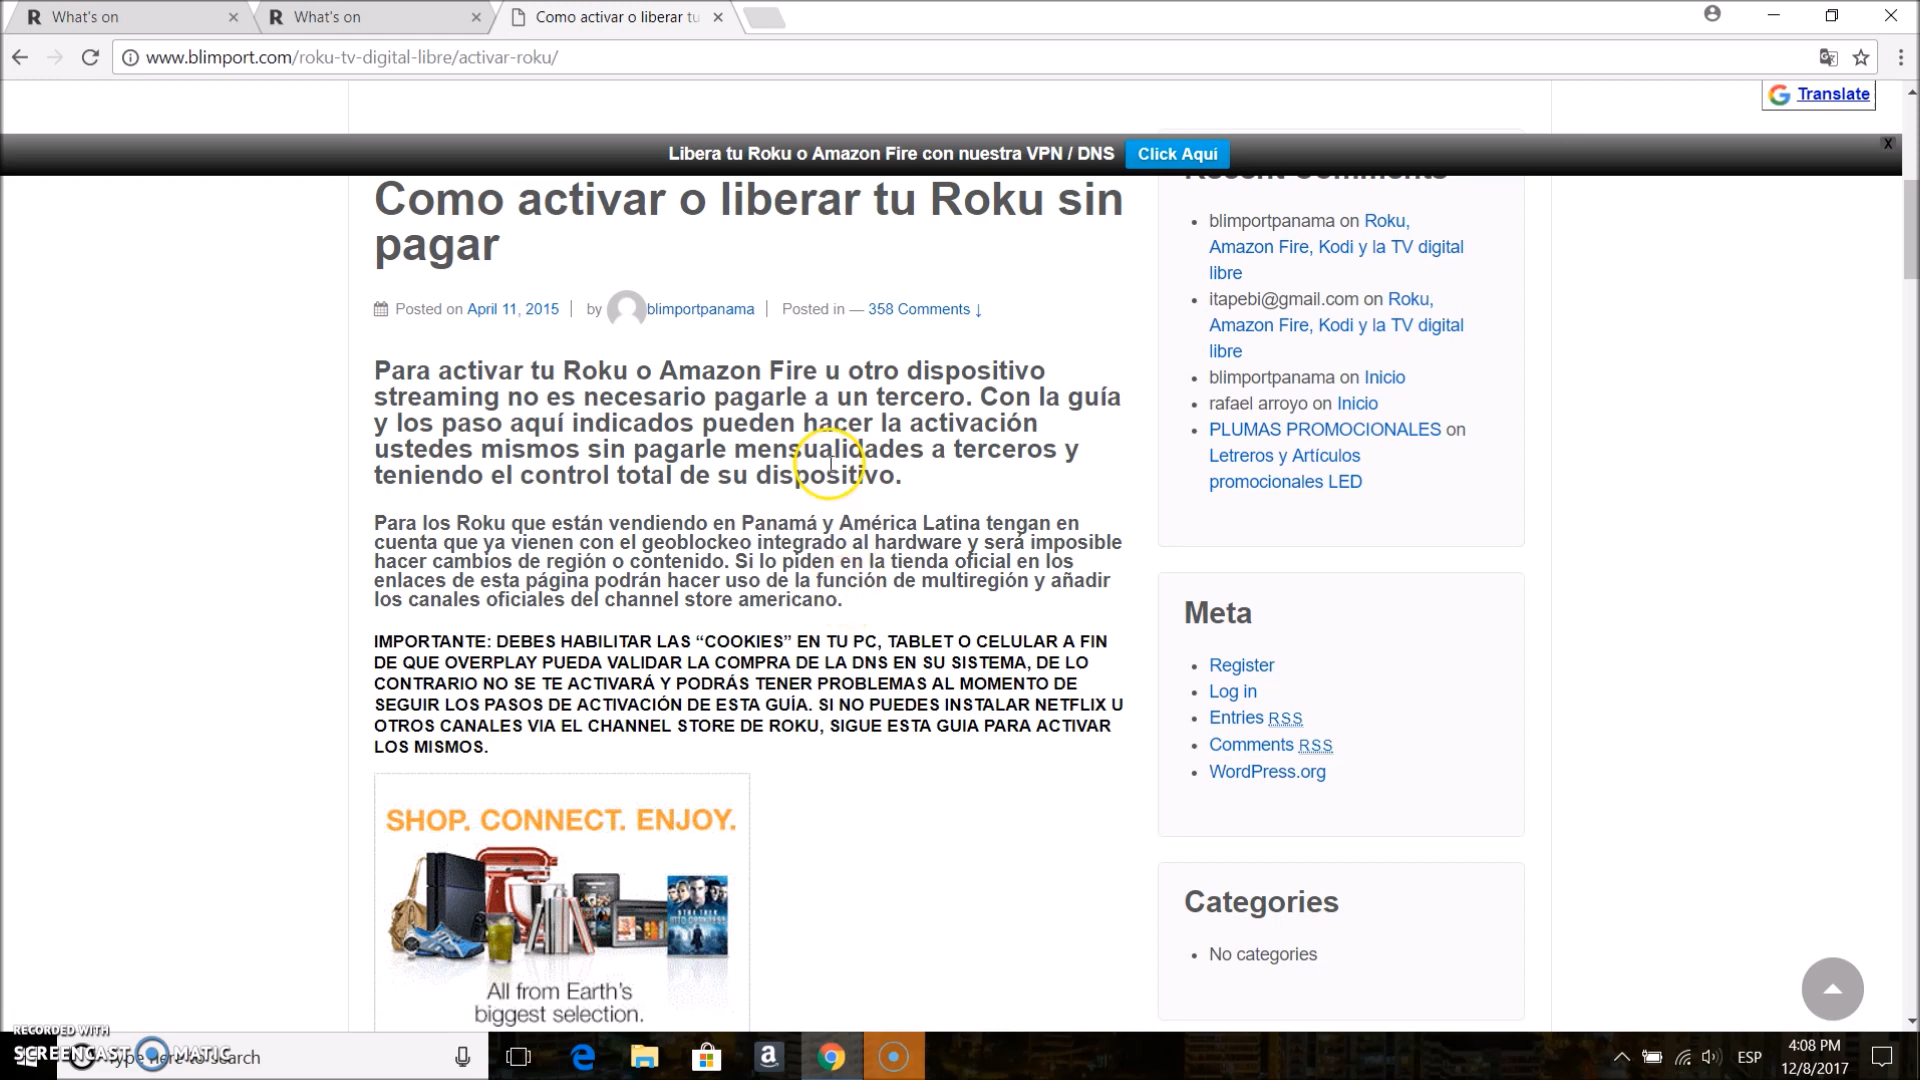 What's on
What's on
Como activar o liberar tu
www.blimport.com/roku-tv-digital-libre/activar-roku/
Translate
Libera tu Roku o Amazon Fire con nuestra VPN / DNS Click Aquí
X
Como activar o liberar tu Roku sin
pagar
Posted on April 11, 2015 | by blimportpanama | Posted in — 358 Comments ↓
Para activar tu Roku o Amazon Fire u otro dispositivo
streaming no es necesario pagarle a un tercero. Con la guía
y los paso aquí indicados pueden hacer la activación
ustedes mismos sin pagarle mensualidades a terceros y
teniendo el control total de su dispositivo.
Para los Roku que están vendiendo en Panamá y América Latina tengan en
cuenta que ya vienen con el geoblockeo integrado al hardware y será imposible
hacer cambios de región o contenido. Si lo piden en la tienda oficial en los
enlaces de esta página podrán hacer uso de la función de multiregión y añadir
los canales oficiales del channel store americano.
IMPORTANTE: DEBES HABILITAR LAS “COOKIES” EN TU PC, TABLET O CELULAR A FIN
DE QUE OVERPLAY PUEDA VALIDAR LA COMPRA DE LA DNS EN SU SISTEMA, DE LO
CONTRARIO NO SE TE ACTIVARÁ Y PODRÁS TENER PROBLEMAS AL MOMENTO DE
SEGUIR LOS PASOS DE ACTIVACIÓN DE ESTA GUÍA. SI NO PUEDES INSTALAR NETFLIX U
OTROS CANALES VIA EL CHANNEL STORE DE ROKU, SIGUE ESTA GUIA PARA ACTIVAR
LOS MISMOS.
SHOP. CONNECT. ENJOY.
STAR TREK
INTO DARKNESS
All from Earth's
biggest selection.
Recent Comments
blimportpanama on Roku,
Amazon Fire, Kodi y la TV digital
libre
itapebi@gmail.com on Roku,
Amazon Fire, Kodi y la TV digital
libre
blimportpanama on Inicio
rafael arroyo on Inicio
PLUMAS PROMOCIONALES on
Letreros y Artículos
promocionales LED
Meta
Register
Log in
Entries RSS
Comments RSS
WordPress.org
Categories
No categories
RECORDED WITH
SCREENCAST MATIC
Type here to search
ESP
4:08 PM
12/8/2017